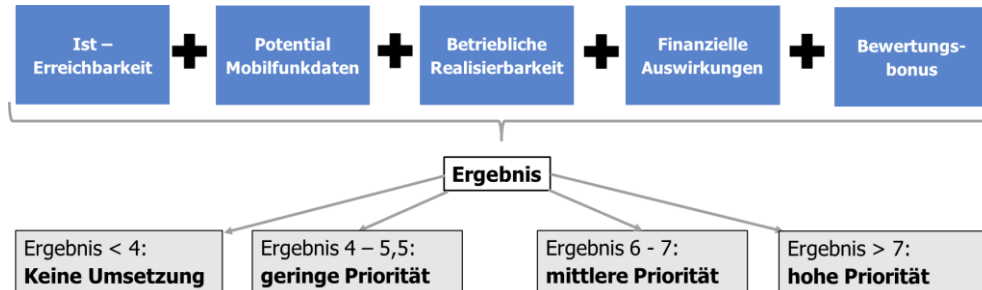 Ist –
Erreichbarkeit
Potential
Mobilfunkdaten
Betriebliche
Realisierbarkeit
Finanzielle
Auswirkungen
Bewertungs-
bonus
Ergebnis
Ergebnis < 4:
Keine Umsetzung
Ergebnis 4 – 5,5:
geringe Priorität
Ergebnis 6 - 7:
mittlere Priorität
Ergebnis > 7:
hohe Priorität